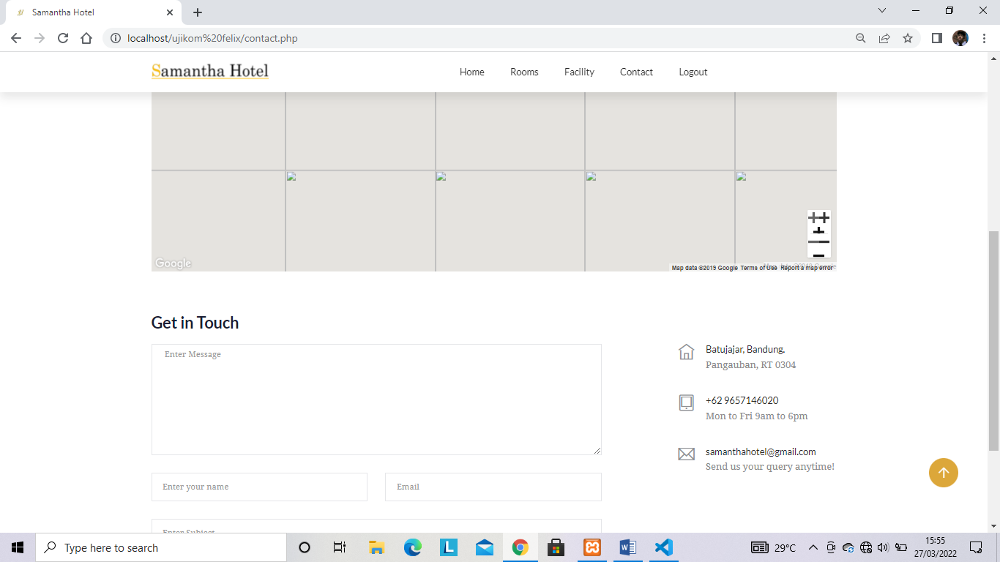 Samantha Hotel
localhost/ujikom%20felix/contact.php
Samantha Hotel
Home Rooms Facility Contact Logout
Google
Map data ©2019 Google Terms of Use Report a map error
Get in Touch
Enter Message
Enter your name
Email
Enter Subject
Batujajar, Bandung.
Pangauban, RT 0304
+62 9657146020
Mon to Fri 9am to 6pm
samanthahotel@gmail.com
Send us your query anytime!
Type here to search
29°C
15:55
27/03/2022